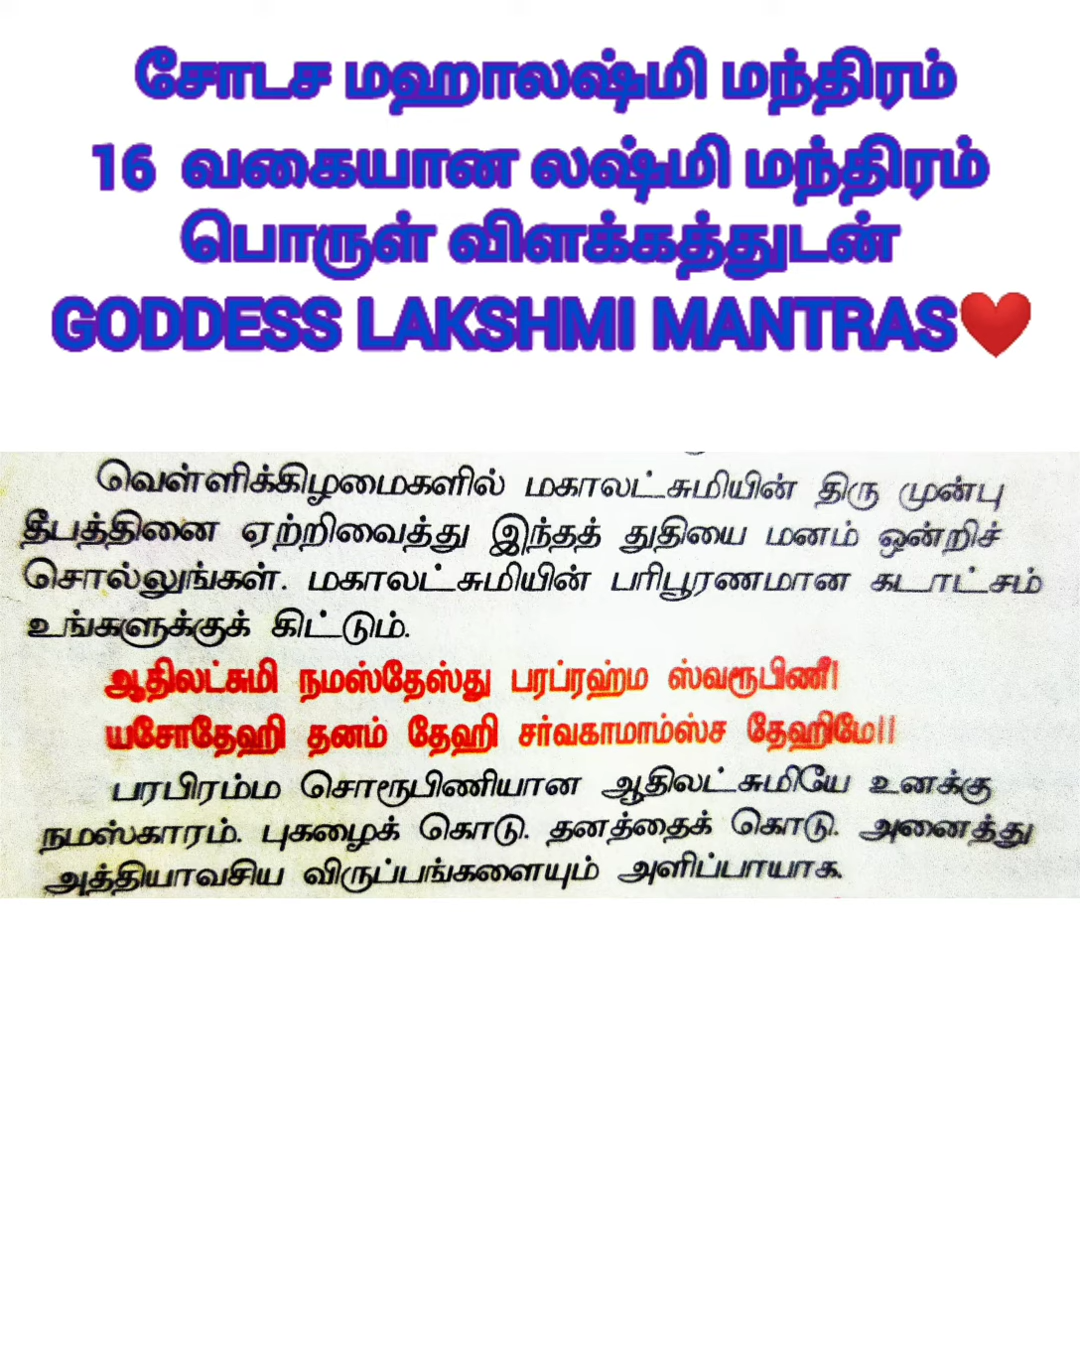 சோடச மஹாலஷ்மி மந்திரம்
16 வகையான லஷ்மி மந்திரம்
பொருள் விளக்கத்துடன்
GODDESS LAKSHMI MANTRAS❤️
வெள்ளிக்கிழமைகளில் மகாலட்சுமியின் திரு முன்பு
தீபத்தினை ஏற்றிவைத்து இந்தத் துதியை மனம் ஒன்றிச்
சொல்லுங்கள். மகாலட்சுமியின் பரிபூரணமான கடாட்சம்
உங்களுக்குக் கிட்டும்.
ஆதிலட்சுமி நமஸ்தேஸ்து பரப்ரஹ்ம ஸ்வரூபிணீ।
யசோதேஹி தனம் தேஹி சர்வகாமாம்ஸ்ச தேஹிமே॥
பரபிரம்ம சொரூபிணியான ஆதிலட்சுமியே உனக்கு
நமஸ்காரம். புகழைக் கொடு. தனத்தைக் கொடு. அனைத்து
அத்தியாவசிய விருப்பங்களையும் அளிப்பாயாக.